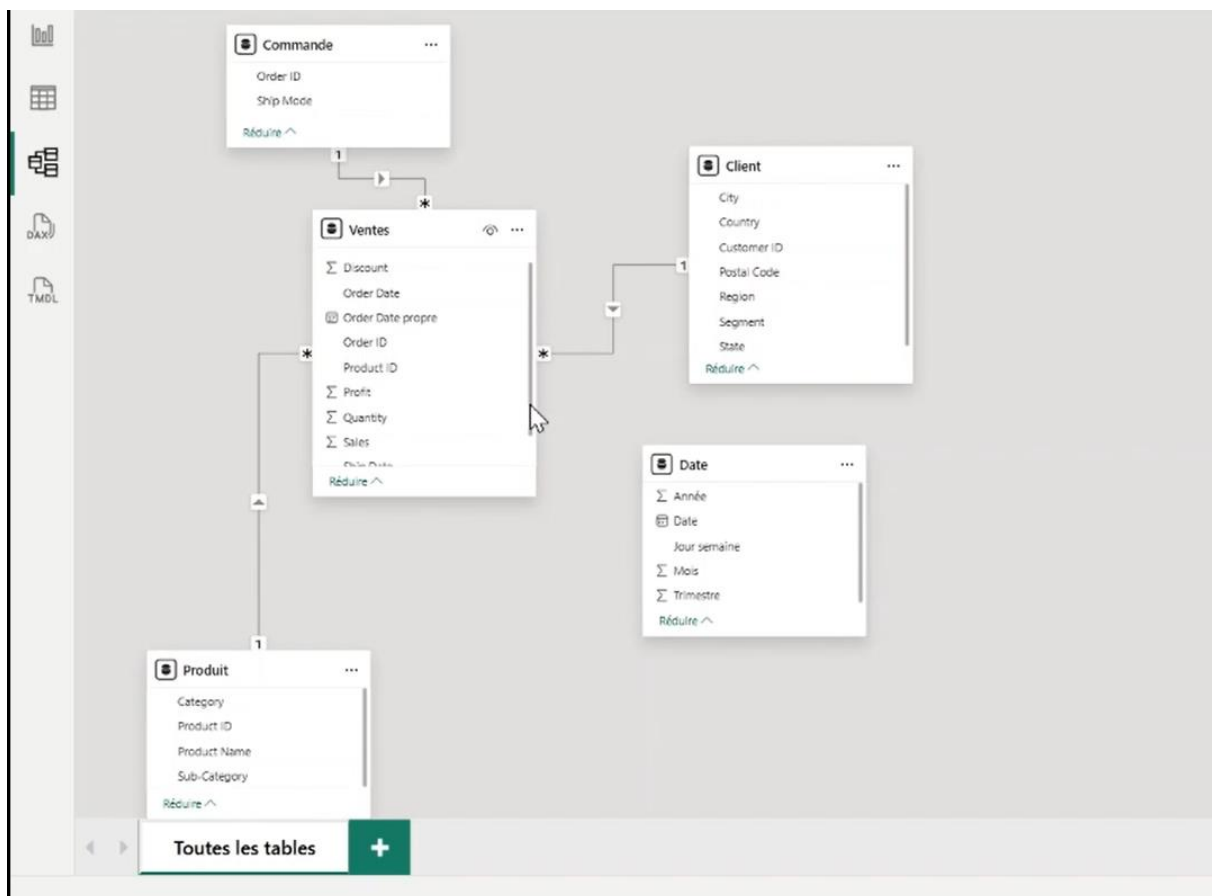 Commande
Order ID
Ship Mode
Réduire
1
*
Client
City
Country
Customer ID
Postal Code
Region
Segment
State
Réduire
1
DAX
TMDL
Ventes
Σ Discount
Order Date
Order Date propre
Order ID
Product ID
Σ Profit
Σ Quantity
Σ Sales
Ship Date
Réduire
*
*
Date
Σ Année
Date
Jour semaine
Σ Mois
Σ Trimestre
Réduire
1
Produit
Category
Product ID
Product Name
Sub-Category
Réduire
Toutes les tables
+